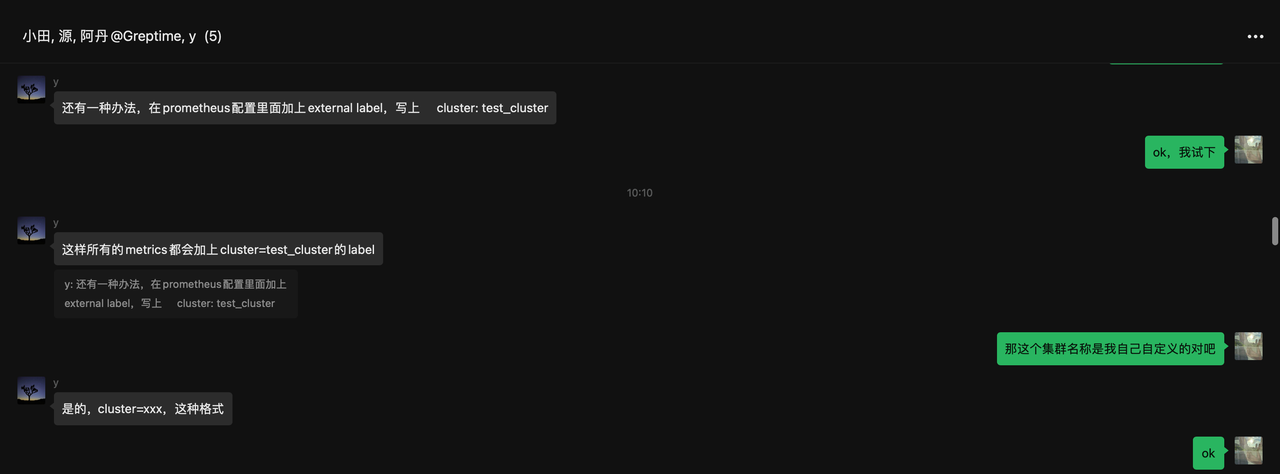 小田, 源, 阿丹@Greptime, y (5)
y
还有一种办法，在prometheus配置里面加上external label，写上 cluster: test_cluster
ok，我试下
10:10
y
这样所有的metrics都会加上cluster=test_cluster的label
y: 还有一种办法，在prometheus配置里面加上
external label，写上 cluster: test_cluster
那这个集群名称是我自己自定义的对吧
y
是的，cluster=xxx，这种格式
ok